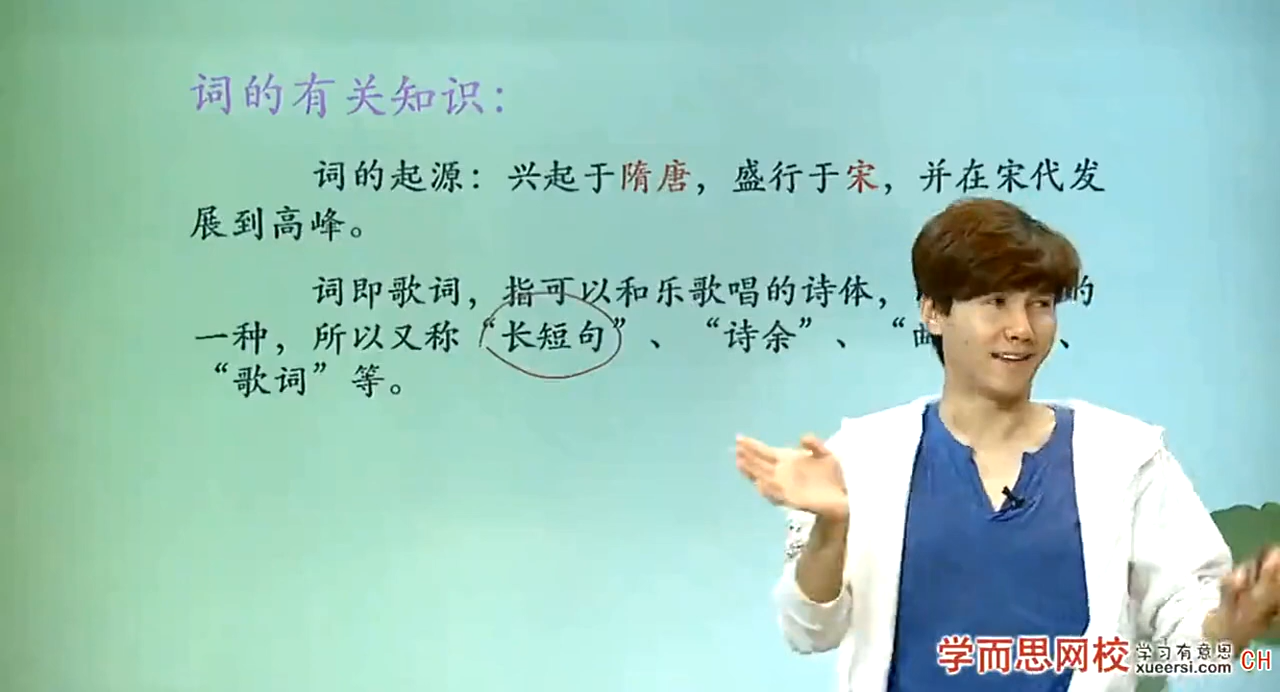 词的有关知识：
词的起源：兴起于隋唐，盛行于宋，并在宋代发
展到高峰。
词即歌词，指可以和乐歌唱的诗体，
的
一种，所以又称“长短句”、“诗余”、“
、
“歌词”等。
学而思网校
学习有意思
xueersi.com
CH